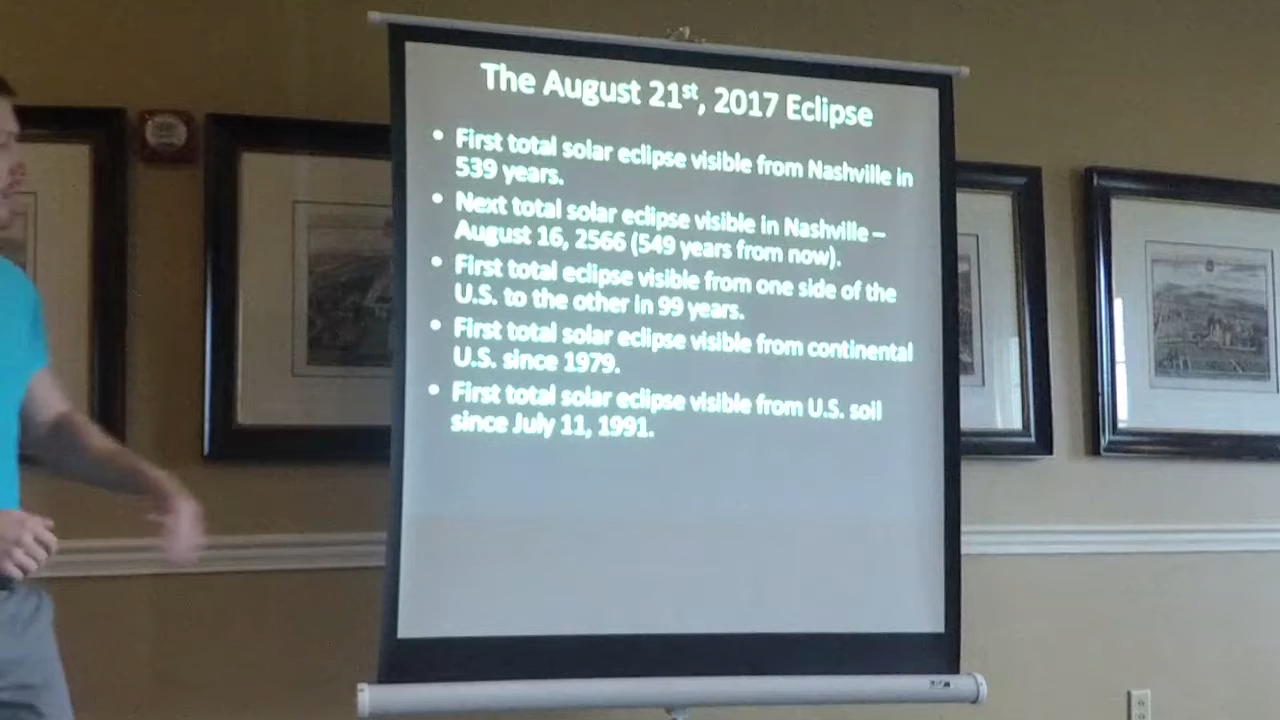 The August 21st, 2017 Eclipse
• First total solar eclipse visible from Nashville in
539 years.
• Next total solar eclipse visible in Nashville –
August 16, 2566 (549 years from now).
• First total eclipse visible from one side of the
U.S. to the other in 99 years.
• First total solar eclipse visible from continental
U.S. since 1979.
• First total solar eclipse visible from U.S. soil
since July 11, 1991.